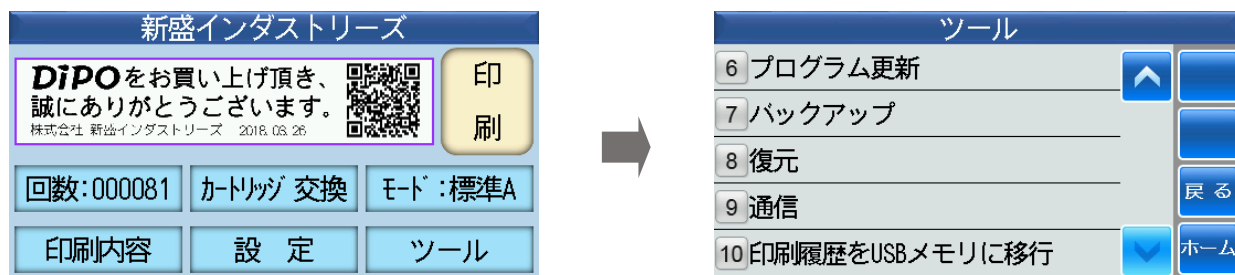 新盛インダストリーズ
DiPOをお買い上げ頂き、
誠にありがとうございます。
株式会社 新盛インダストリーズ 2018.03.26
印刷
回数:000081
カートリッジ 交換
モード:標準A
印刷内容
設 定
ツール
ツール
6 プログラム更新
7 バックアップ
8 復元
9 通信
10 印刷履歴をUSBメモリに移行
戻る
ホーム